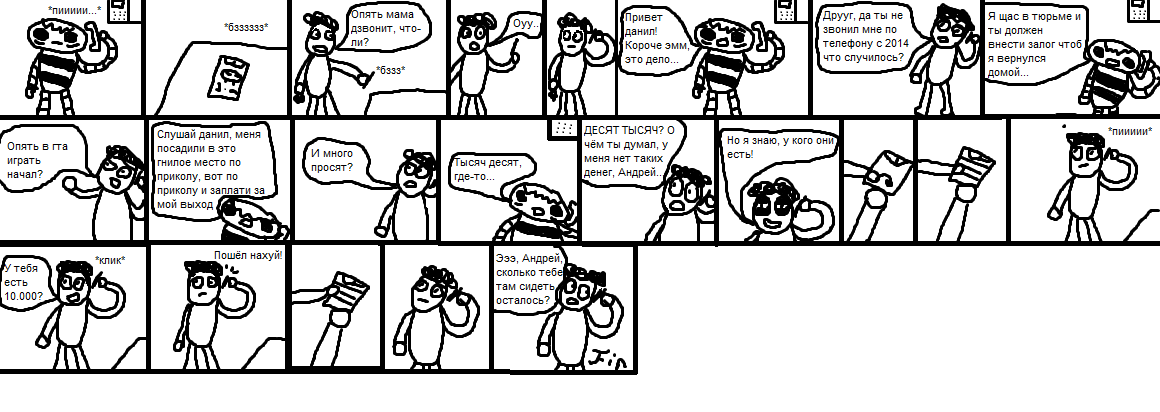 *пииииии...*
*бззззззз*
Опять мама
дзвонит, что-
ли?
*бззз*
Оуу..
Привет
данил!
Короче эмм,
это дело...
Друуг, да ты не
звонил мне по
телефону с 2014
что случилось?
Я щас в тюрьме и
ты должен
внести залог чтоб
я вернулся
домой...
Опять в гта
играть
начал?
Слушай данил, меня
посадили в это
гнилое место по
приколу, вот по
приколу и заплати за
мой выход
И много
просят?
Тысяч десят,
где-то...
ДЕСЯТ ТЫСЯЧ? О
чём ты думал, у
меня нет таких
денег, Андрей...
Но я знаю, у кого они
есть!
*пииииии*
У тебя
есть
10.000?
*клик*
Пошёл нахуй!
Эээ, Андрей,
сколько тебе
там сидеть
осталось?
Fin